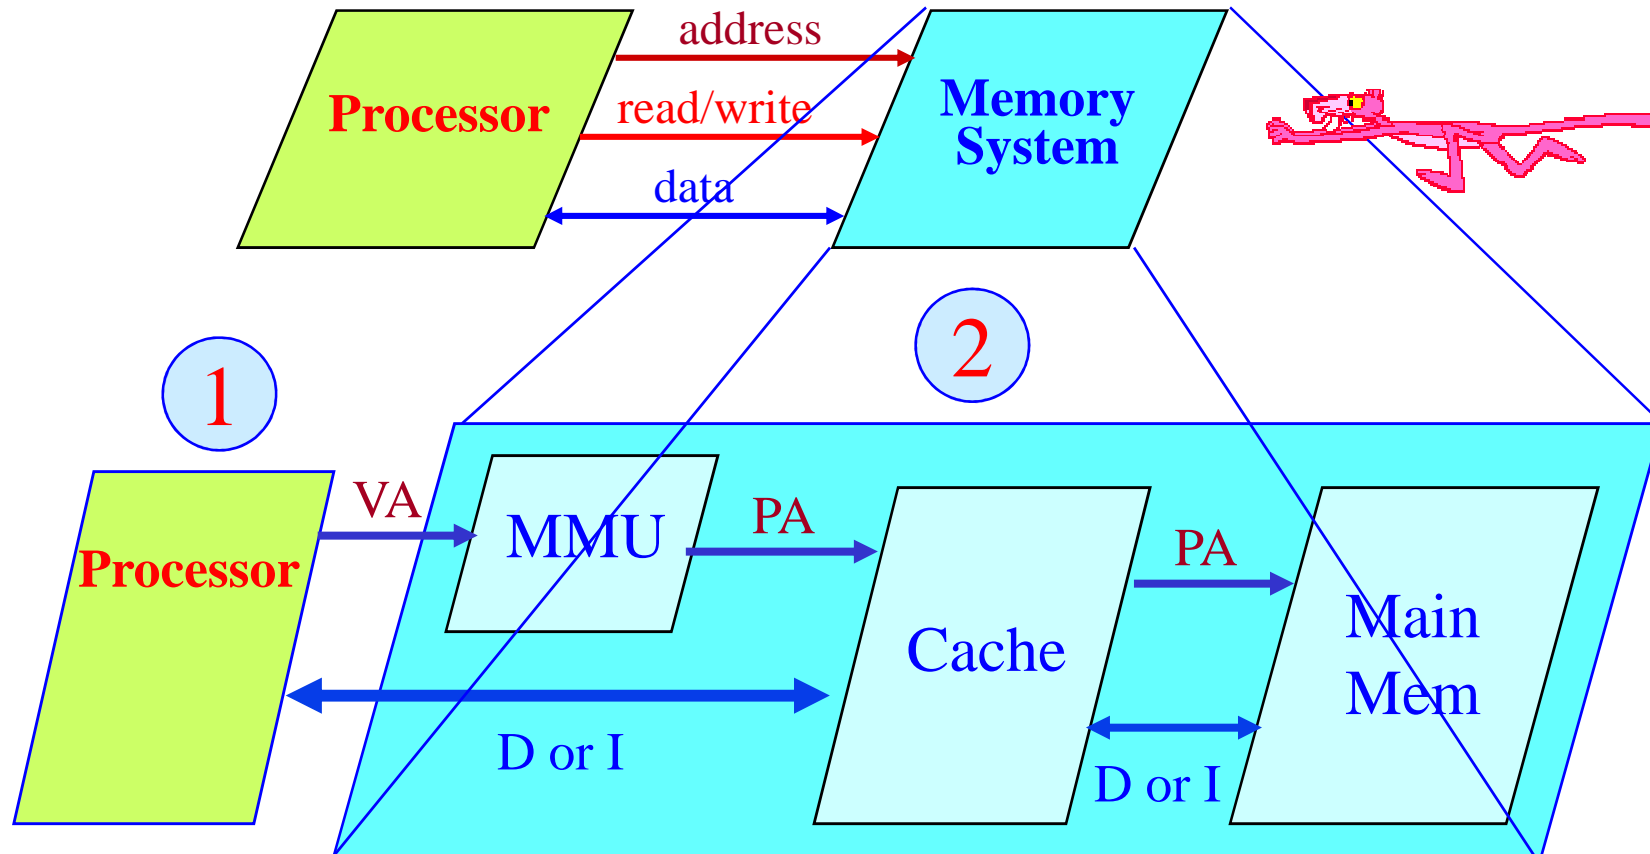 address
Processor
read/write
Memory
System
data
1
2
VA
MMU
PA
PA
Processor
Cache
Main
Mem
D or I
D or I